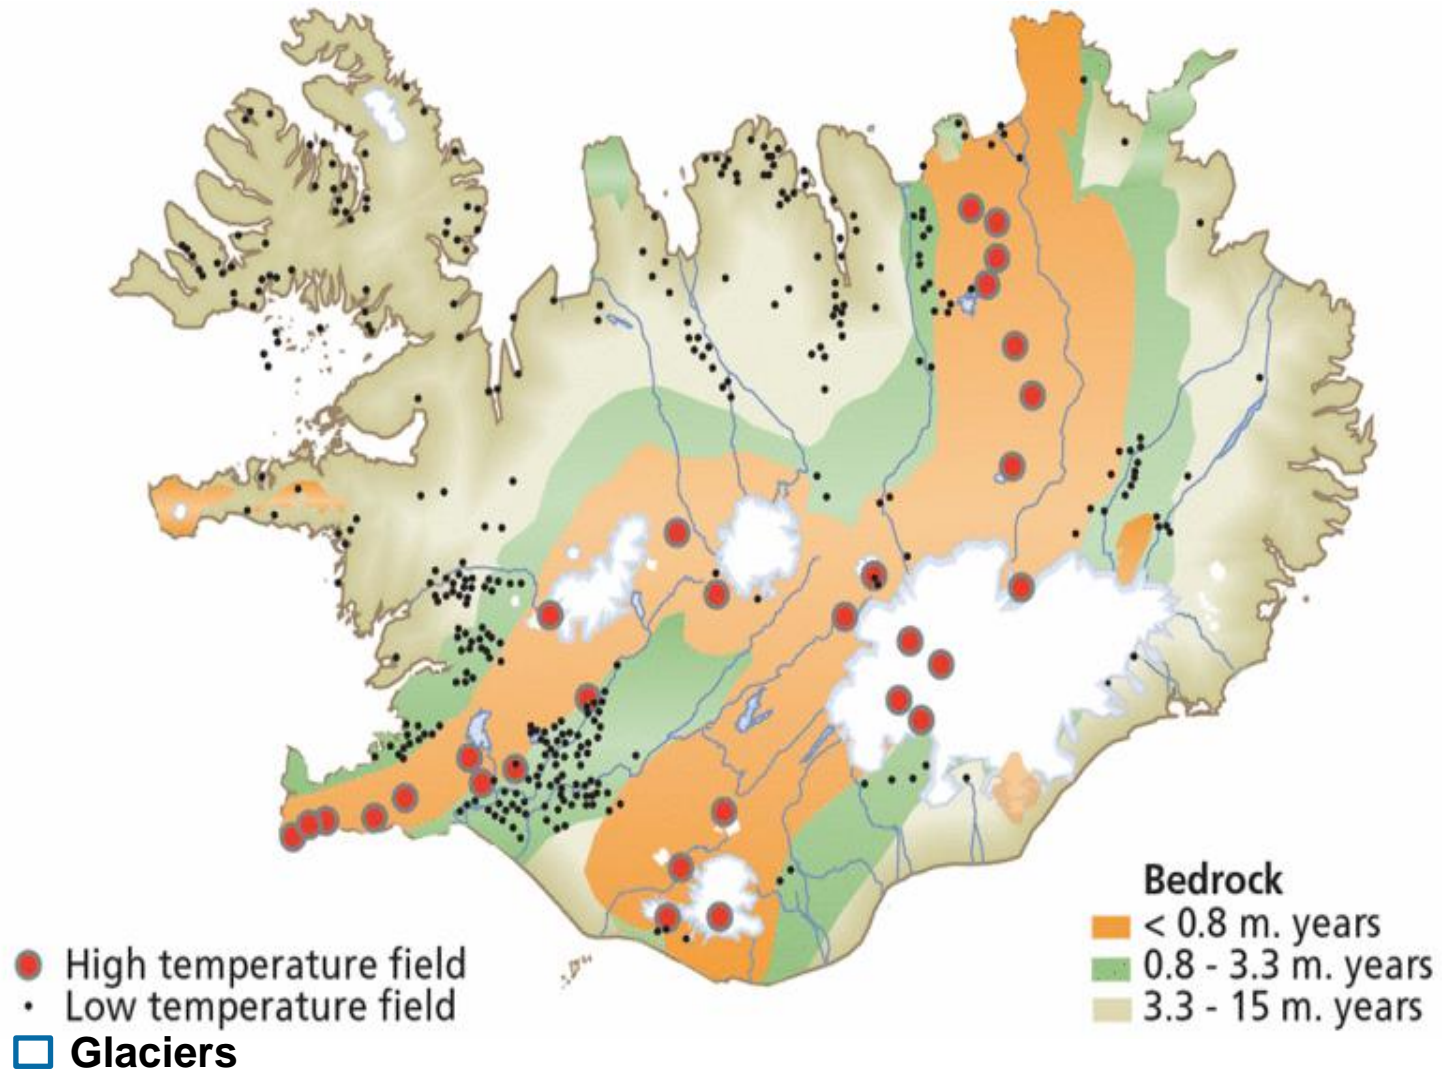 Bedrock
< 0.8 m. years
0.8 - 3.3 m. years
3.3 - 15 m. years
High temperature field
Low temperature field
Glaciers